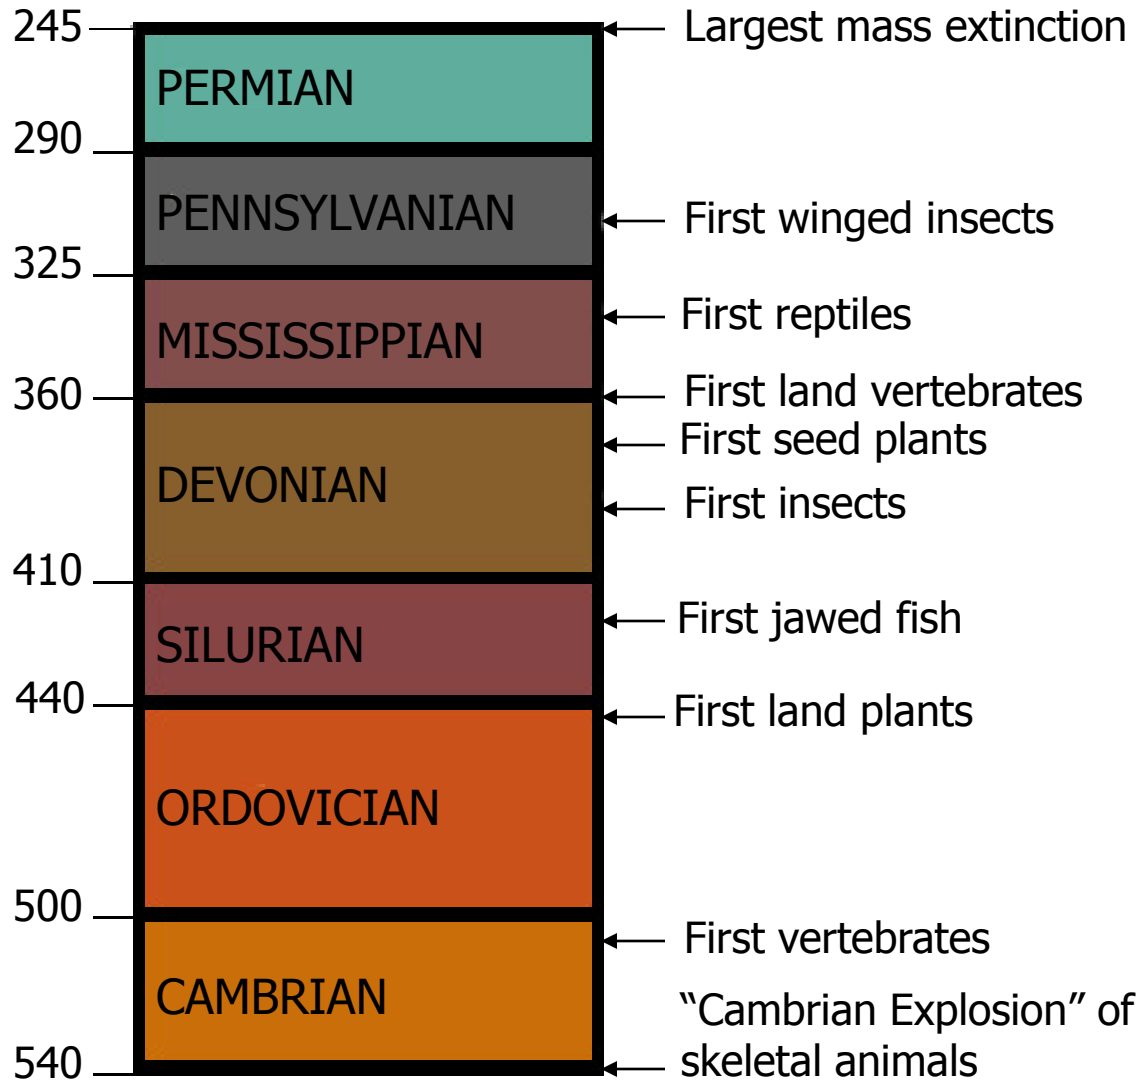 245
Largest mass extinction
PERMIAN
290
PENNSYLVANIAN
First winged insects
325
First reptiles
MISSISSIPPIAN
360
First land vertebrates
First seed plants
DEVONIAN
First insects
410
First jawed fish
SILURIAN
440
First land plants
ORDOVICIAN
500
First vertebrates
CAMBRIAN
“Cambrian Explosion” of
skeletal animals
540